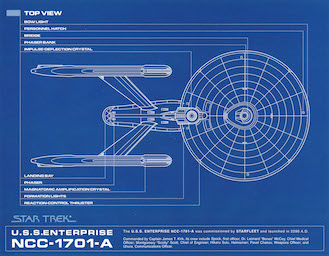 TOP VIEW
BOW LIGHT
PERSONNEL HATCH
BRIDGE
PHASER BANK
IMPULSE DEFLECTION CRYSTAL
LANDING BAY
PHASER
MAGNATOMIC AMPLIFICATION CRYSTAL
FORMATION LIGHTS
REACTION CONTROL THRUSTER
STAR TREK
U.S.S. ENTERPRISE
NCC-1701-A
The U.S.S. ENTERPRISE NCC-1701-A was commissioned by STARFLEET and launched in 2286 A.D.
Commanded by Captain James T. Kirk, its crew include Spock, first officer; Dr. Leonard "Bones" McCoy, Chief Medical
Officer; Montgomery "Scotty" Scott, Chief of Engineer; Hikaru Sulu, Helmsman; Pavel Chekov, Weapons Officer; and
Uhura, Communications Officer.